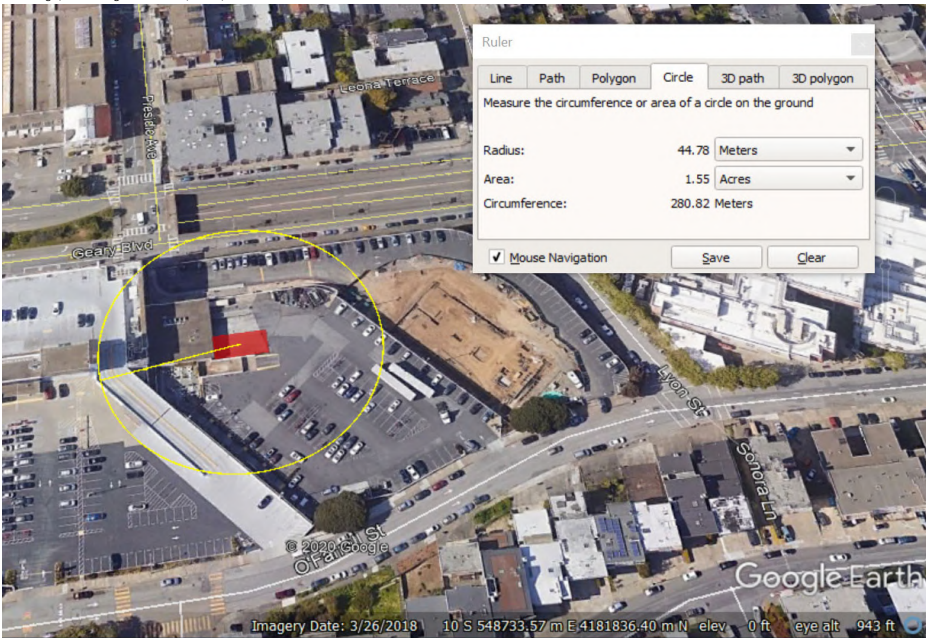 Ruler
Line Path Polygon Circle 3D path 3D polygon
Measure the circumference or area of a circle on the ground
Radius: 44.78 Meters
Area: 1.55 Acres
Circumference: 280.82 Meters
Mouse Navigation Save Clear
Leona Terrace
Presidio Ave
Geary Blvd
Lyon St
Sonora Ln
O'Farrell St
© 2020 Google
Google Earth
Imagery Date: 3/26/2018 10 S 548733.57 m E 4181836.40 m N elev 0 ft eye alt 943 ft